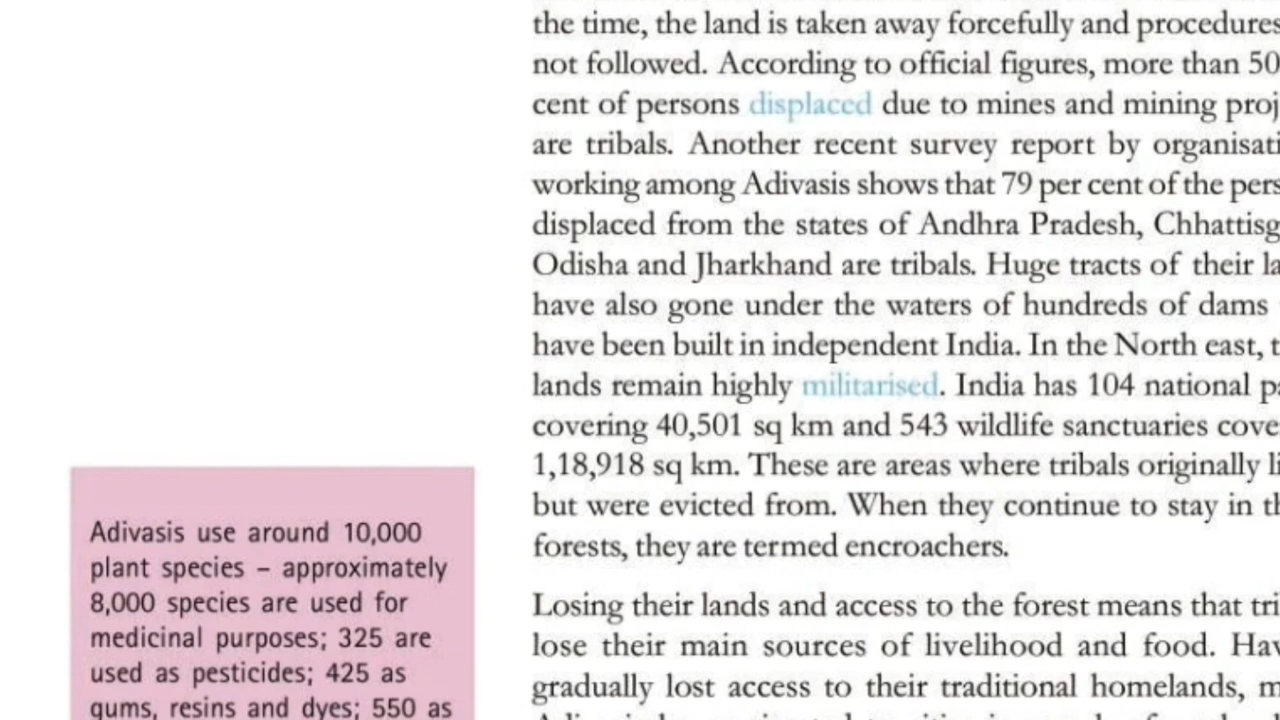 the time, the land is taken away forcefully and procedures
not followed. According to official figures, more than 50
cent of persons displaced due to mines and mining proj
are tribals. Another recent survey report by organisati
working among Adivasis shows that 79 per cent of the pers
displaced from the states of Andhra Pradesh, Chhattisg
Odisha and Jharkhand are tribals. Huge tracts of their la
have also gone under the waters of hundreds of dams
have been built in independent India. In the North east, t
lands remain highly militarised. India has 104 national pa
covering 40,501 sq km and 543 wildlife sanctuaries cove
1,18,918 sq km. These are areas where tribals originally li
but were evicted from. When they continue to stay in th
forests, they are termed encroachers.
Losing their lands and access to the forest means that tri
lose their main sources of livelihood and food. Hav
gradually lost access to their traditional homelands, m
Adivasis use around 10,000
plant species – approximately
8,000 species are used for
medicinal purposes; 325 are
used as pesticides; 425 as
gums, resins and dyes; 550 as